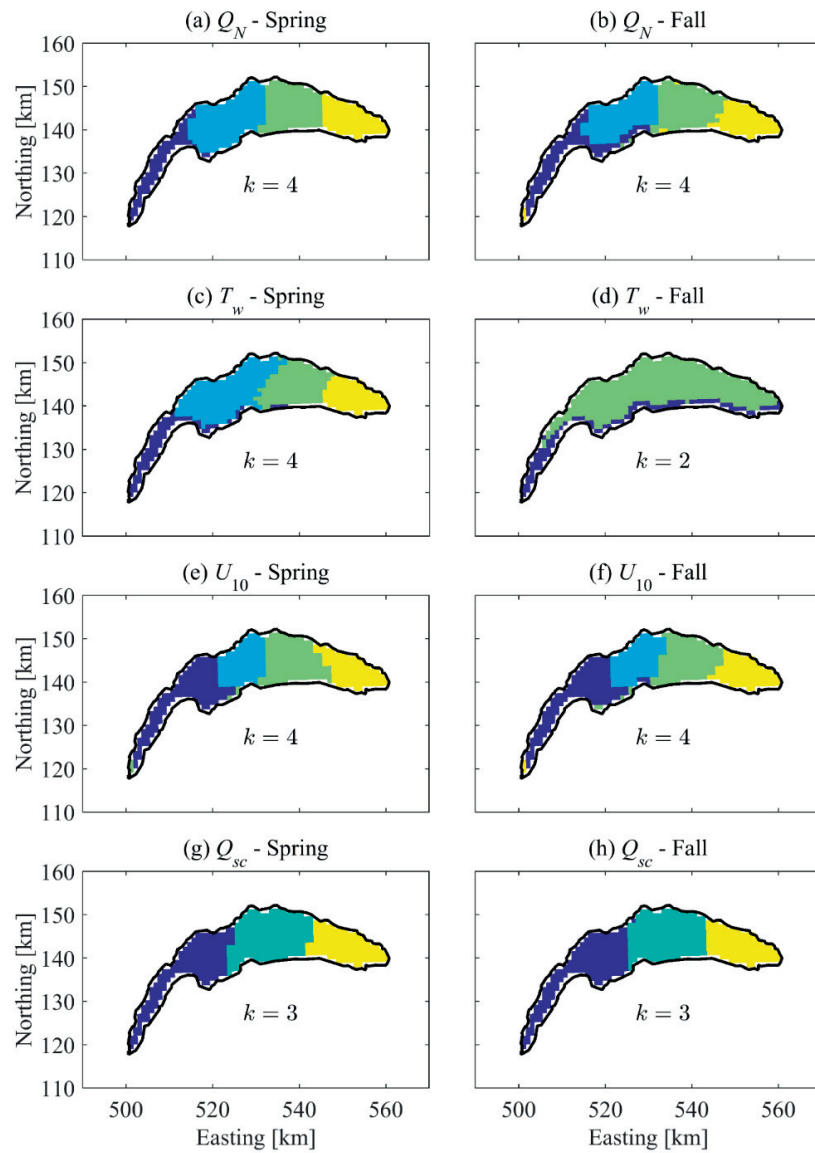 (a) Q_N - Spring
(b) Q_N - Fall
160
150
140
130
120
110
Northing [km]
k = 4
k = 4
(c) T_w - Spring
(d) T_w - Fall
160
150
140
130
120
110
Northing [km]
k = 4
k = 2
(e) U_10 - Spring
(f) U_10 - Fall
160
150
140
130
120
110
Northing [km]
k = 4
k = 4
(g) Q_sc - Spring
(h) Q_sc - Fall
160
150
140
130
120
110
Northing [km]
k = 3
k = 3
500 520 540 560
500 520 540 560
Easting [km]
Easting [km]